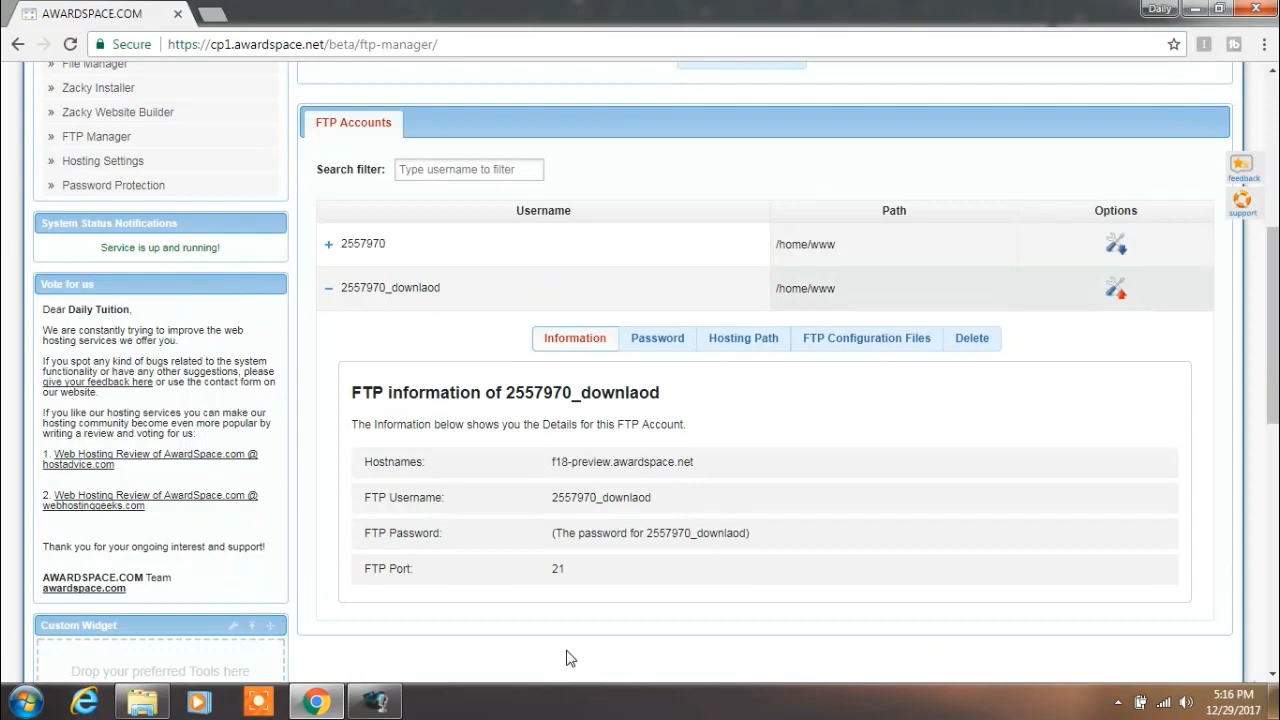 AWARDSPACE.COM
Daily
Secure
https://cp1.awardspace.net/beta/ftp-manager/
» File Manager
» Zacky Installer
» Zacky Website Builder
» FTP Manager
» Hosting Settings
» Password Protection
System Status Notifications
Service is up and running!
Vote for us
Dear Daily Tuition,
We are constantly trying to improve the web
hosting services we offer you.
If you spot any kind of bugs related to the system
functionality or have any other suggestions, please
give your feedback here or use the contact form on
our website.
If you like our hosting services you can make our
hosting community become even more popular by
writing a review and voting for us:
1. Web Hosting Review of AwardSpace.com @
hostadvice.com
2. Web Hosting Review of AwardSpace.com @
webhostinggeeks.com
Thank you for your ongoing interest and support!
AWARDSPACE.COM Team
awardspace.com
Custom Widget
Drop your preferred Tools here
FTP Accounts
Search filter: Type username to filter
Username Path Options
+ 2557970 /home/www
– 2557970_downlaod /home/www
Information Password Hosting Path FTP Configuration Files Delete
FTP information of 2557970_downlaod
The Information below shows you the Details for this FTP Account.
Hostnames: f18-preview.awardspace.net
FTP Username: 2557970_downlaod
FTP Password: (The password for 2557970_downlaod)
FTP Port: 21
feedback
support
5:16 PM
12/29/2017